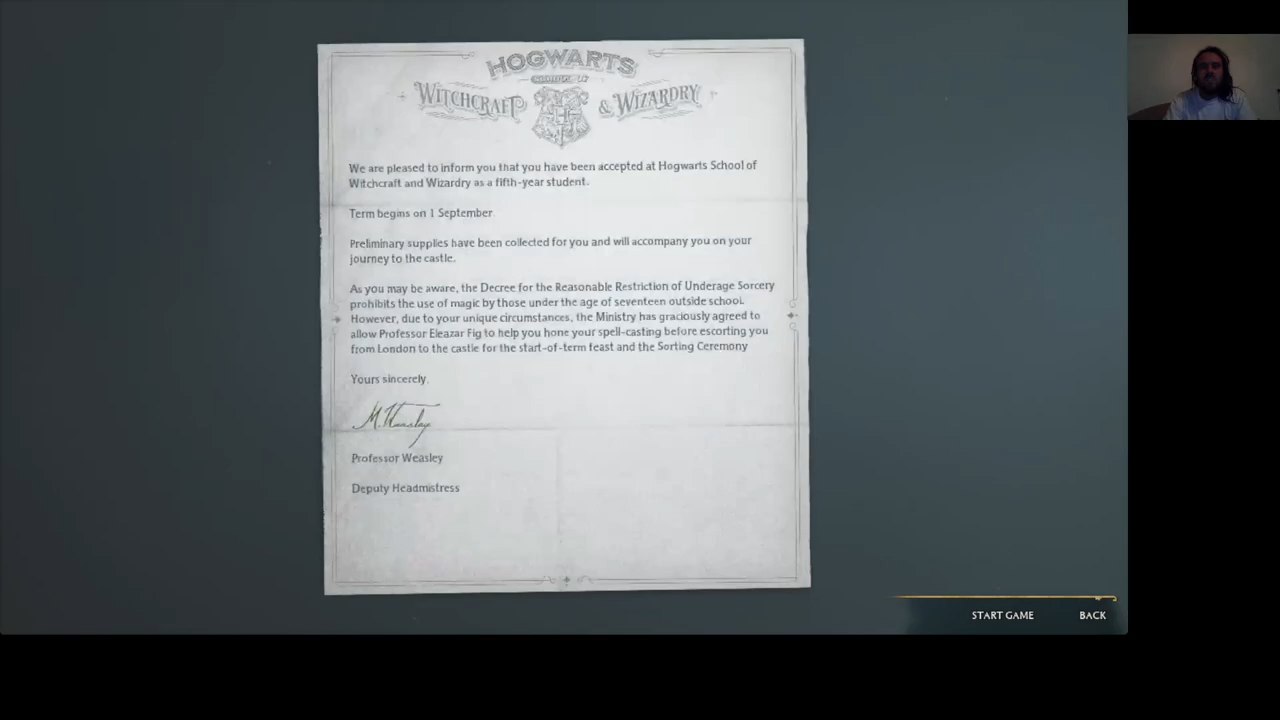 HOGWARTS
WITCHCRAFT & WIZARDRY
We are pleased to inform you that you have been accepted at Hogwarts School of
Witchcraft and Wizardry as a fifth-year student.
Term begins on 1 September
Preliminary supplies have been collected for you and will accompany you on your
journey to the castle.
As you may be aware, the Decree for the Reasonable Restriction of Underage Sorcery
prohibits the use of magic by those under the age of seventeen outside school.
However, due to your unique circumstances, the Ministry has graciously agreed to
allow Professor Eleazar Fig to help you hone your spell-casting before escorting you
from London to the castle for the start-of-term feast and the Sorting Ceremony
Yours sincerely,
M. Weasley
Professor Weasley
Deputy Headmistress
START GAME BACK